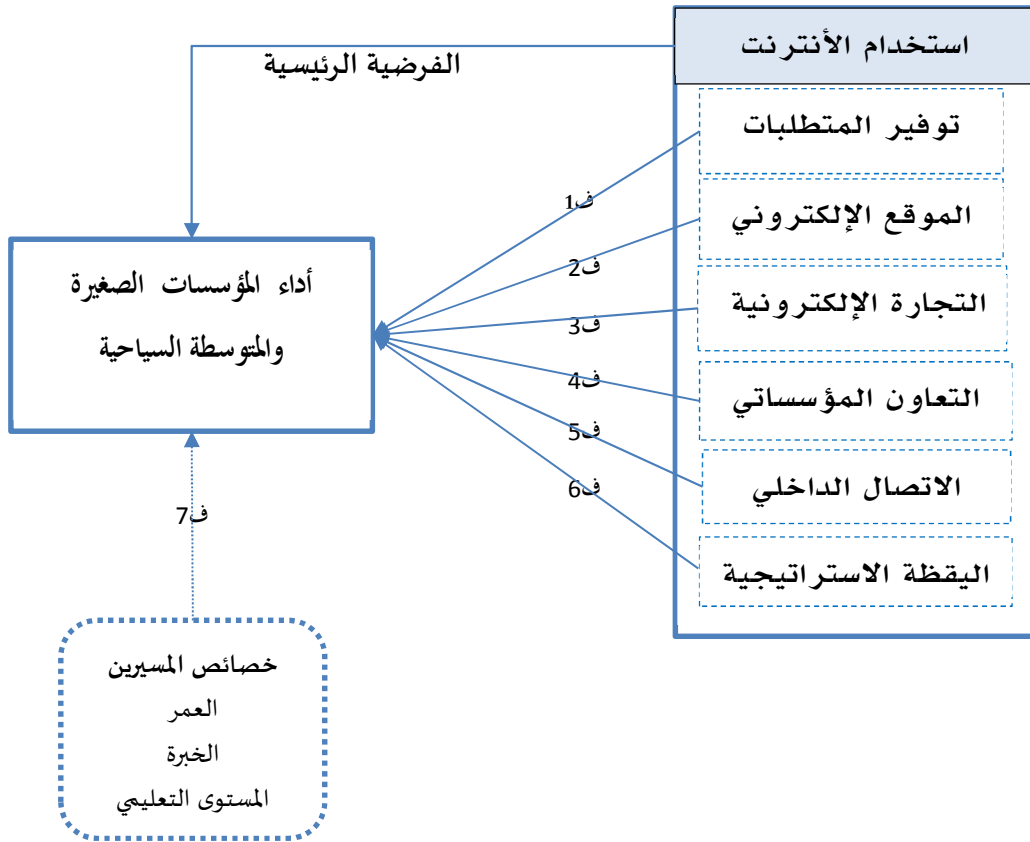 استخدام الأنترنت
الفرضية الرئيسية
توفير المتطلبات
ف1
الموقع الإلكتروني
ف2
أداء المؤسسات الصغيرة
والمتوسطة السياحية
التجارة الإلكترونية
ف3
التعاون المؤسساتي
ف4
ف5
الاتصال الداخلي
ف6
ف7
اليقظة الاستراتيجية
خصائص المسيرين
العمر
الخبرة
المستوى التعليمي